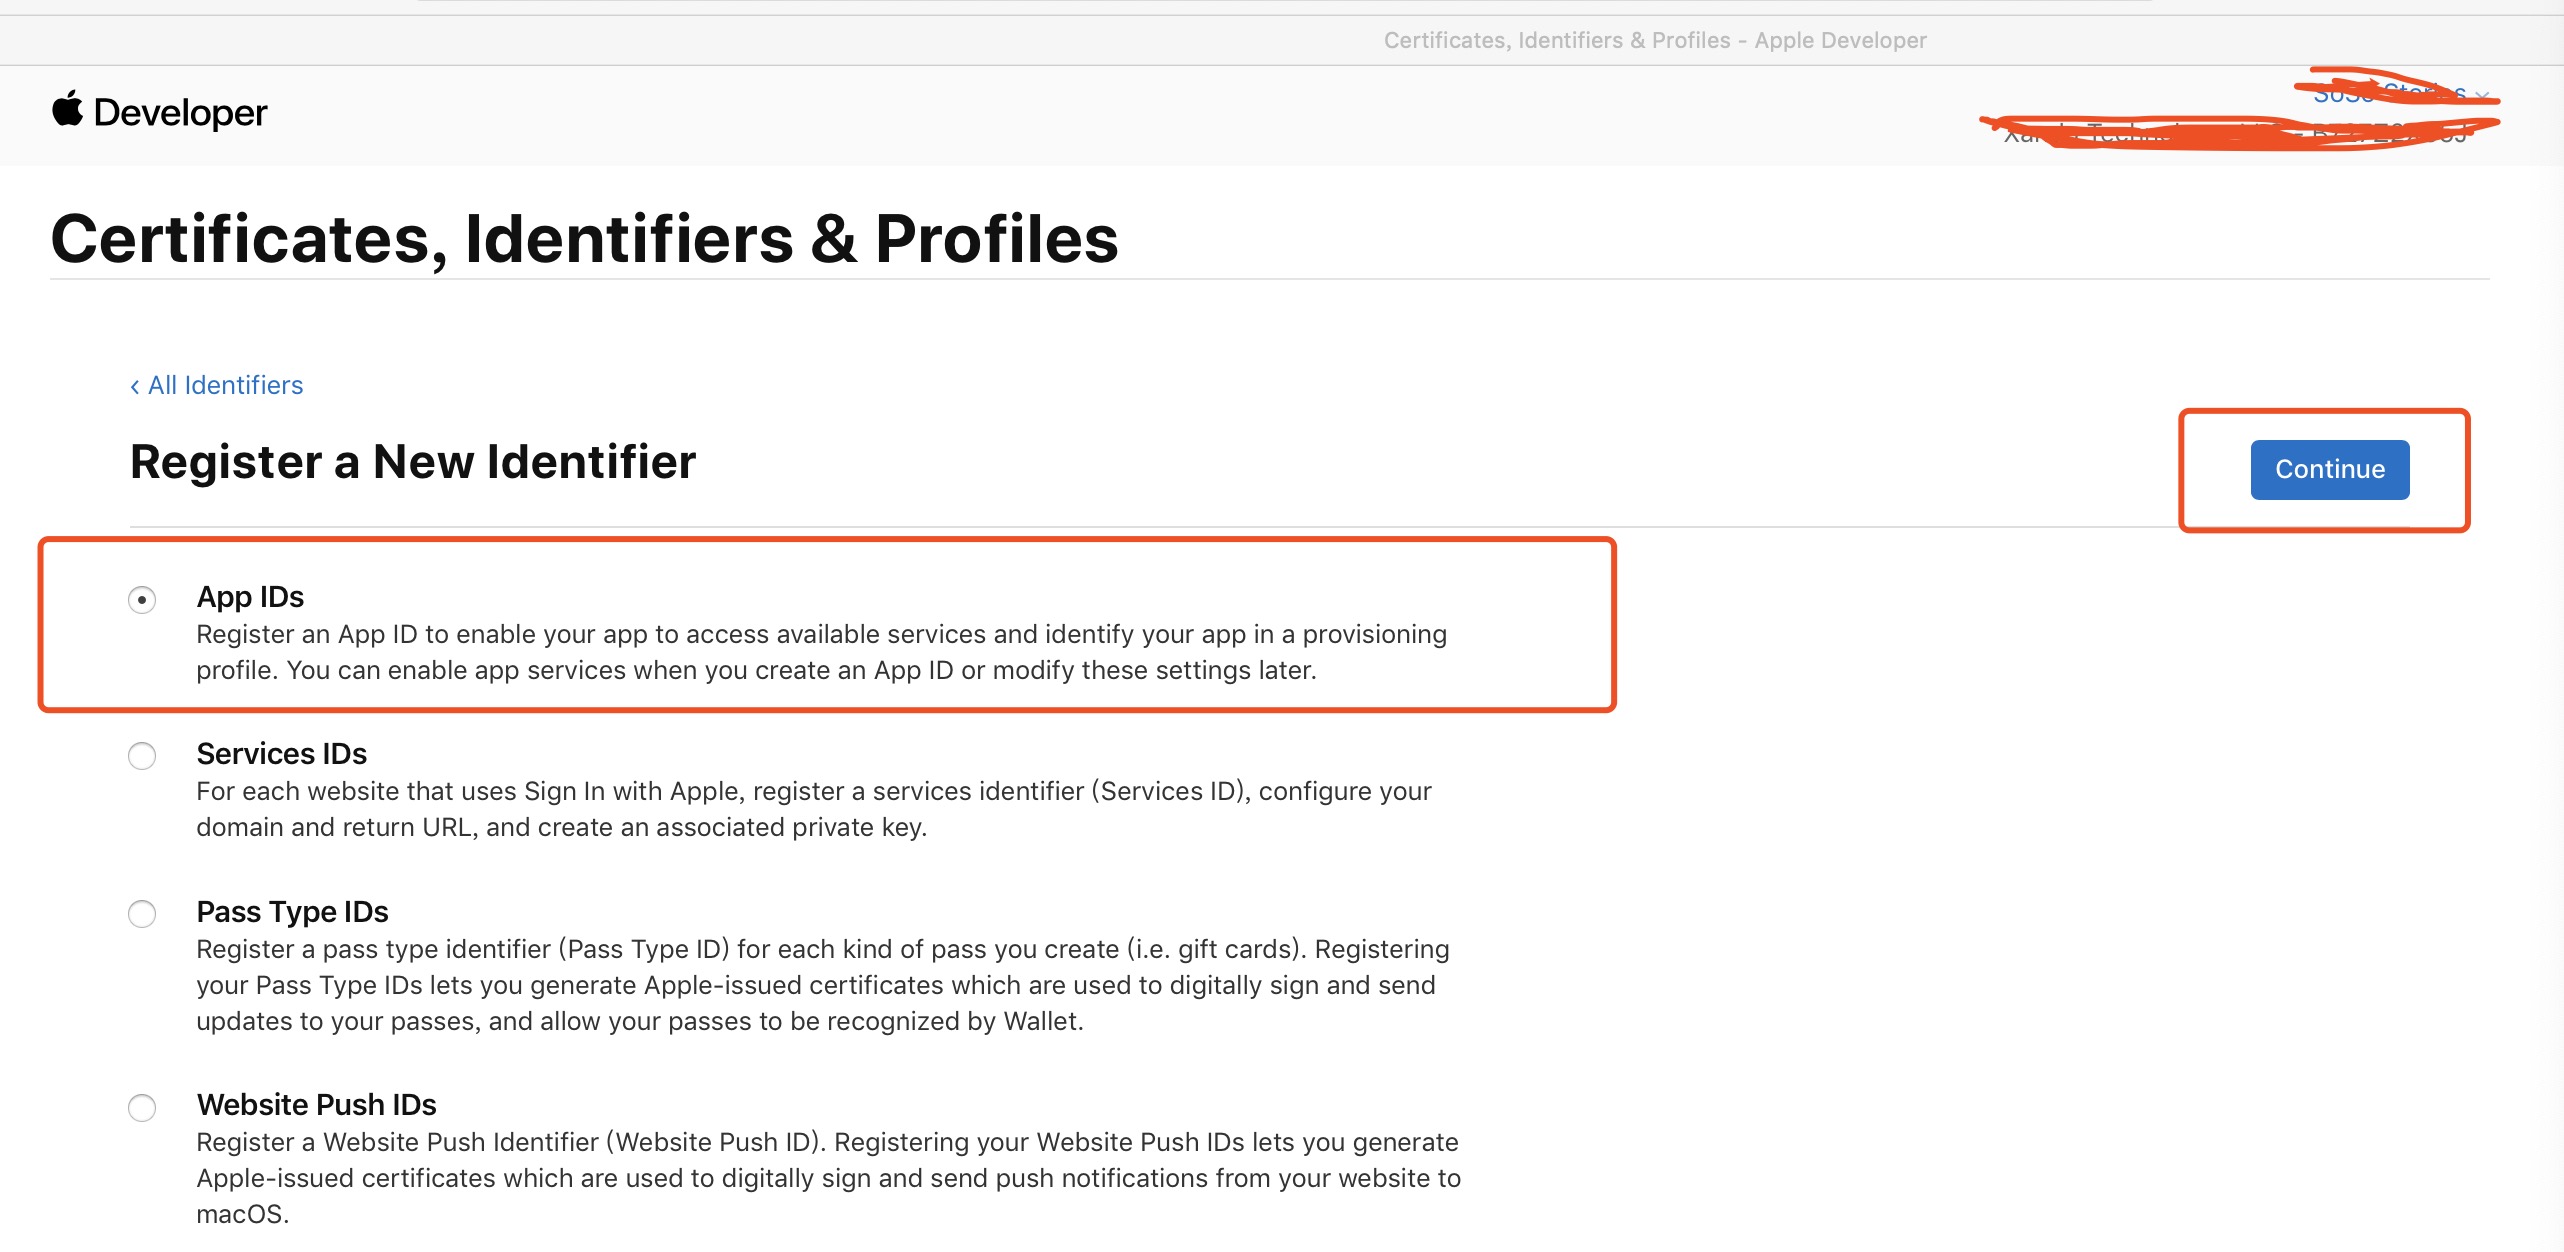 Certificates, Identifiers & Profiles - Apple Developer
Developer
Certificates, Identifiers & Profiles
‹ All Identifiers
Register a New Identifier
Continue
App IDs
Register an App ID to enable your app to access available services and identify your app in a provisioning
profile. You can enable app services when you create an App ID or modify these settings later.
Services IDs
For each website that uses Sign In with Apple, register a services identifier (Services ID), configure your
domain and return URL, and create an associated private key.
Pass Type IDs
Register a pass type identifier (Pass Type ID) for each kind of pass you create (i.e. gift cards). Registering
your Pass Type IDs lets you generate Apple-issued certificates which are used to digitally sign and send
updates to your passes, and allow your passes to be recognized by Wallet.
Website Push IDs
Register a Website Push Identifier (Website Push ID). Registering your Website Push IDs lets you generate
Apple-issued certificates which are used to digitally sign and send push notifications from your website to
macOS.